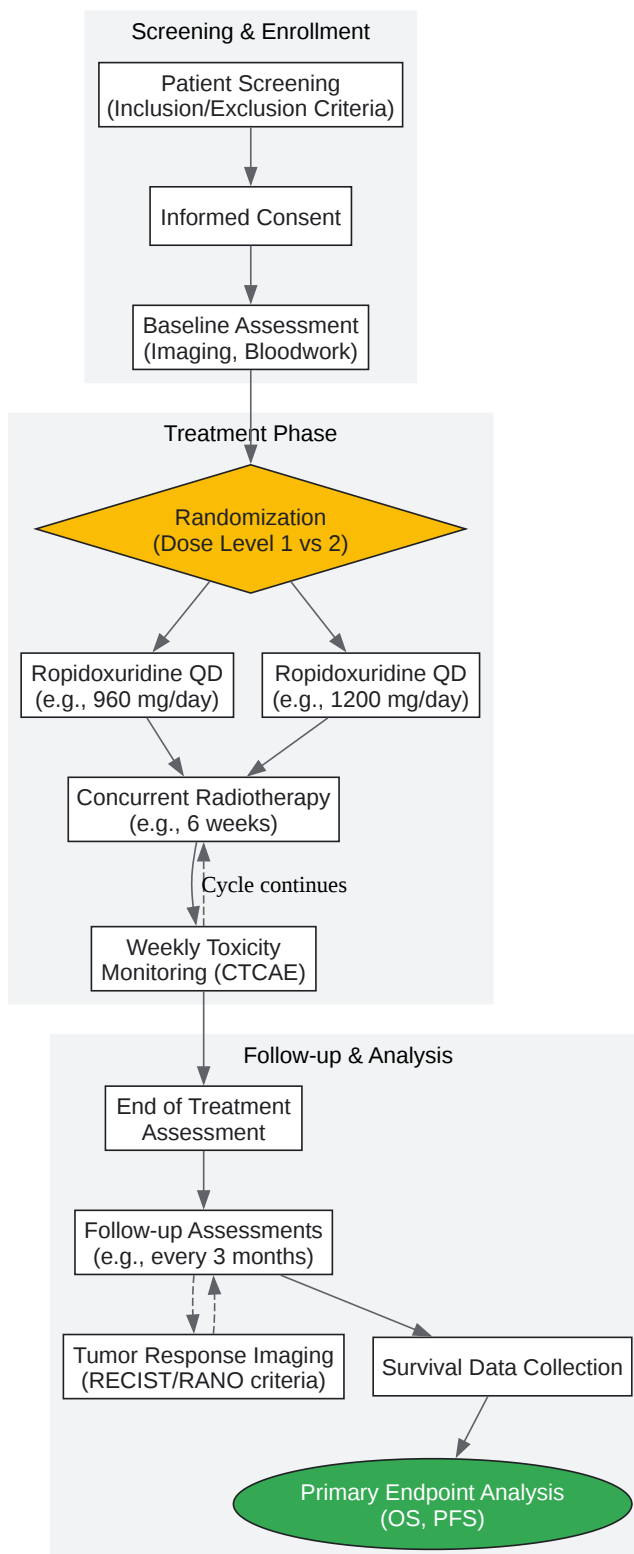 Screening & Enrollment
Patient Screening
(Inclusion/Exclusion Criteria)
Informed Consent
Baseline Assessment
(Imaging, Bloodwork)
Treatment Phase
Randomization
(Dose Level 1 vs 2)
Ropidoxuridine QD
(e.g., 960 mg/day)
Ropidoxuridine QD
(e.g., 1200 mg/day)
Concurrent Radiotherapy
(e.g., 6 weeks)
Cycle continues
Weekly Toxicity
Monitoring (CTCAE)
Follow-up & Analysis
End of Treatment
Assessment
Follow-up Assessments
(e.g., every 3 months)
Tumor Response Imaging
(RECIST/RANO criteria)
Survival Data Collection
Primary Endpoint Analysis
(OS, PFS)